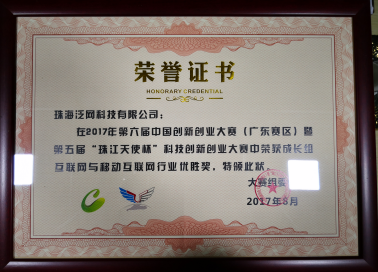 荣誉证书
HONORARY CREDENTIAL
珠海泛网科技有限公司：
在2017年第六届中国创新创业大赛（广东赛区）暨
第五届“珠江天使杯”科技创新创业大赛中荣获成长组
互联网与移动互联网行业优胜奖，特颁此状。
大赛组委
2017年8月